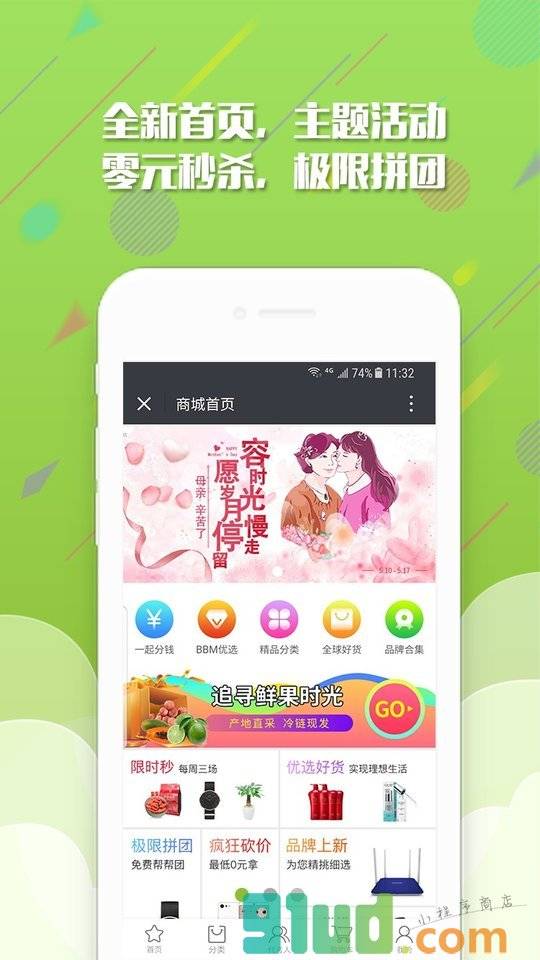 全新首页，主题活动
零元秒杀，极限拼团
4G 74% 11:32
商城首页
HAPPY
Mother's Day
容时光慢走
愿岁月停留
母亲 辛苦了
5.10 - 5.17
一起分钱 BBM优选 精品分类 全球好货 品牌合集
追寻鲜果时光
产地直采 冷链现发
GO
限时秒 每周三场
优选好货 实现理想生活
极限拼团 疯狂砍价 品牌上新
免费帮帮团 最低0元拿 为您精挑细选
小程序商店
91ud.com
首页 分类